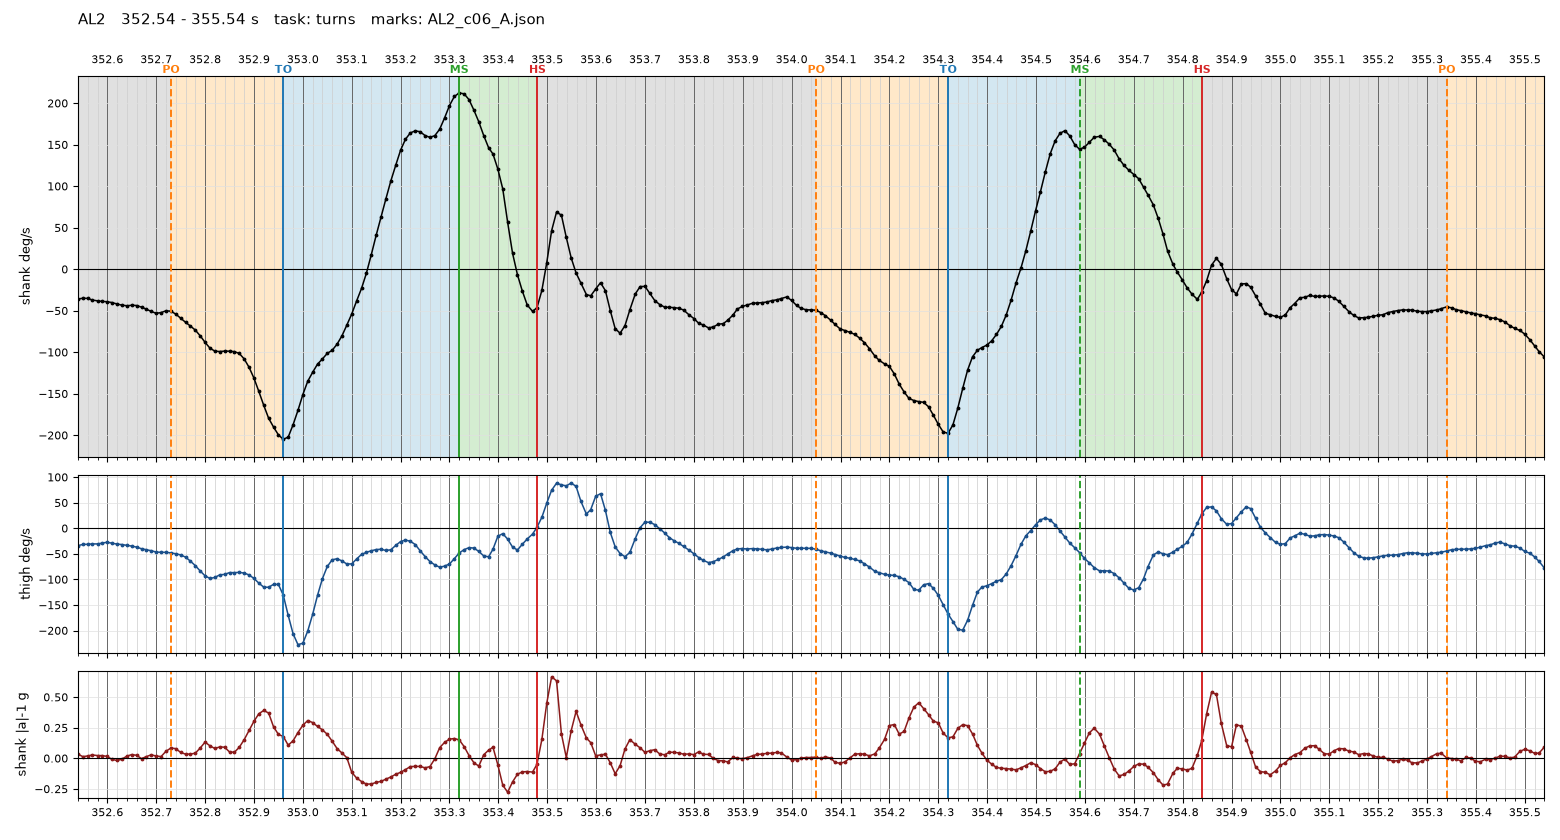 AL2   352.54 - 355.54 s   task: turns   marks: AL2_c06_A.json
352.6 352.7 352.8 352.9 353.0 353.1 353.2 353.3 353.4 353.5 353.6 353.7 353.8 353.9 354.0 354.1 354.2 354.3 354.4 354.5 354.6 354.7 354.8 354.9 355.0 355.1 355.2 355.3 355.4 355.5
PO TO MS HS PO TO MS HS PO
200
150
100
50
0
−50
−100
−150
−200
shank deg/s
100
50
0
−50
−100
−150
−200
thigh deg/s
0.50
0.25
0.00
−0.25
shank |a|-1 g
352.6 352.7 352.8 352.9 353.0 353.1 353.2 353.3 353.4 353.5 353.6 353.7 353.8 353.9 354.0 354.1 354.2 354.3 354.4 354.5 354.6 354.7 354.8 354.9 355.0 355.1 355.2 355.3 355.4 355.5